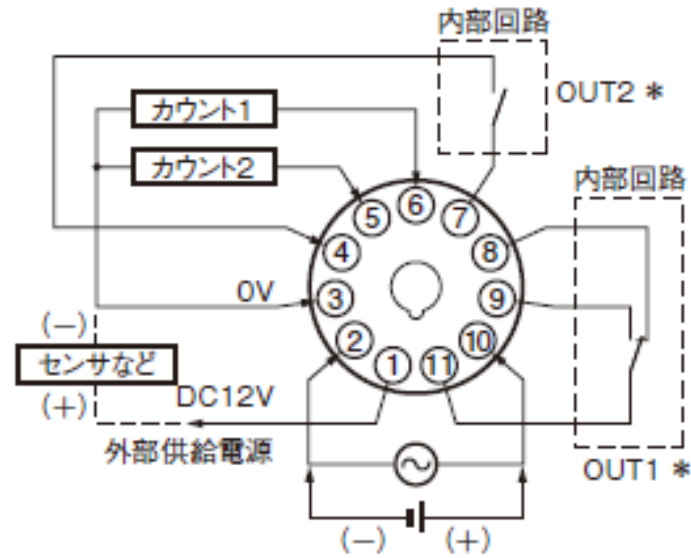 内部回路
OUT2 *
カウント1
カウント2
内部回路
6
5
7
4
8
0V
3
9
2
10
1
11
(−)
センサなど
(+)
DC12V
外部供給電源
OUT1 *
(−)
(+)